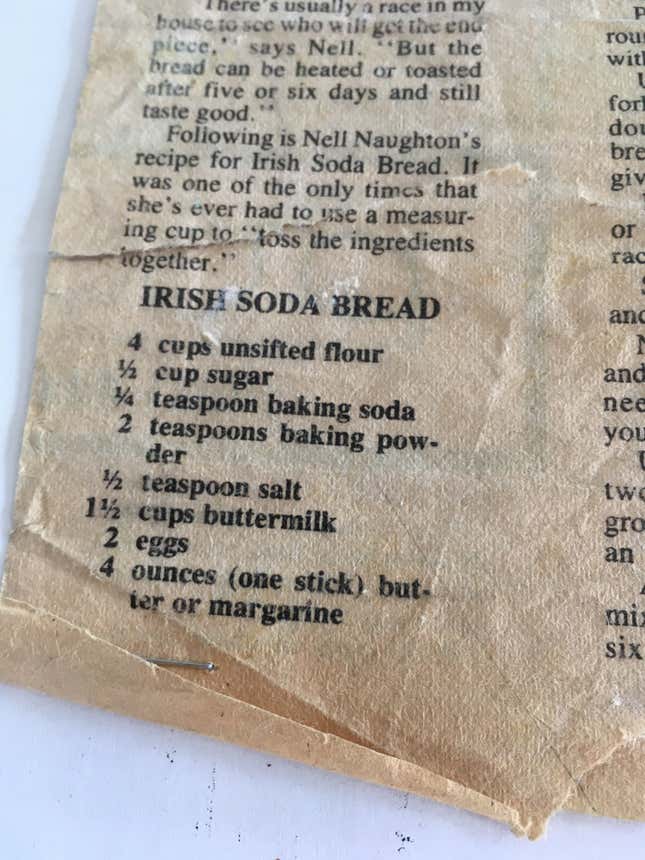 There's usually a race in my
house to see who will get the end
piece," says Nell. "But the
bread can be heated or toasted
after five or six days and still
taste good."
Following is Nell Naughton's
recipe for Irish Soda Bread. It
was one of the only times that
she's ever had to use a measur-
ing cup to "toss the ingredients
together."
IRISH SODA BREAD
4 cups unsifted flour
½ cup sugar
¼ teaspoon baking soda
2 teaspoons baking pow-
der
½ teaspoon salt
1½ cups buttermilk
2 eggs
4 ounces (one stick) but-
ter or margarine
rou
with
forl
dou
bre
giv
or
rac
and
and
nee
you
two
gro
an
mix
six